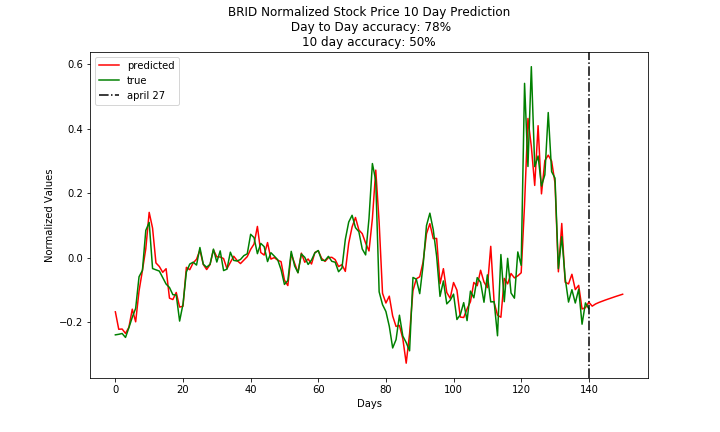 BRID Normalized Stock Price 10 Day Prediction
Day to Day accuracy: 78%
10 day accuracy: 50%
predicted
true
april 27
Normalized Values
0.6
0.4
0.2
0.0
−0.2
0
20
40
60
80
100
120
140
Days